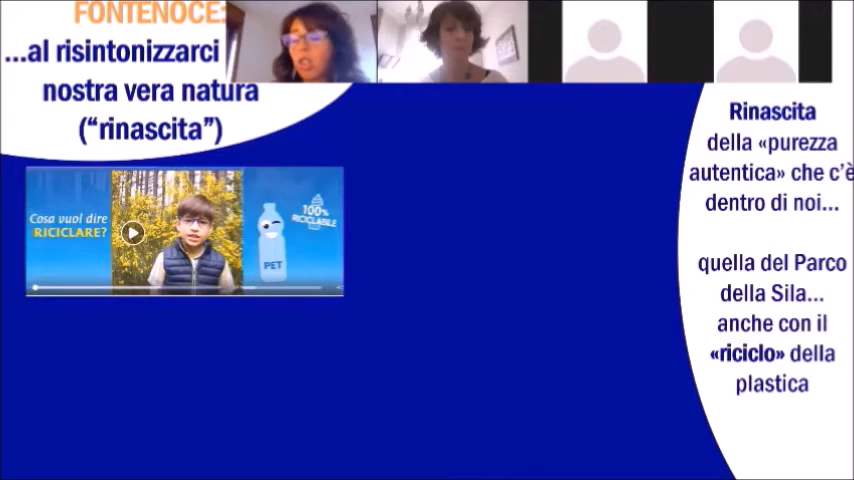 FONTENOCE:
...al risintonizzarci
nostra vera natura
(“rinascita”)
Cosa vuol dire
RICICLARE?
100%
RICICLABILE
PET
Rinascita
della «purezza
autentica» che c’è
dentro di noi...
quella del Parco
della Sila...
anche con il
«riciclo» della
plastica